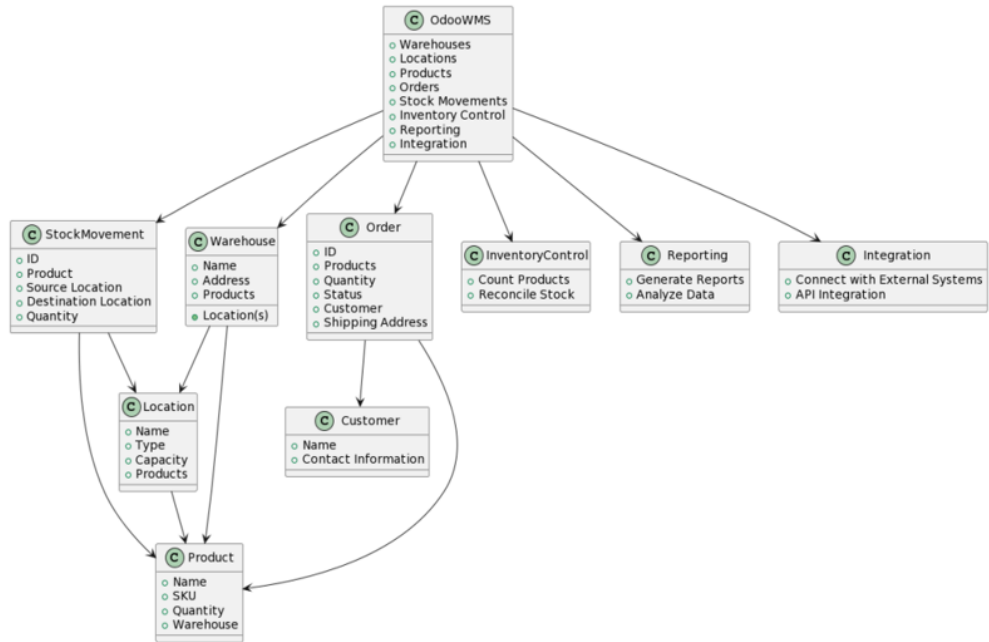 C OdooWMS
Warehouses
Locations
Products
Orders
Stock Movements
Inventory Control
Reporting
Integration
C StockMovement
ID
Product
Source Location
Destination Location
Quantity
C Warehouse
Name
Address
Products
Location(s)
C Order
ID
Products
Quantity
Status
Customer
Shipping Address
C InventoryControl
Count Products
Reconcile Stock
C Reporting
Generate Reports
Analyze Data
C Integration
Connect with External Systems
API Integration
C Location
Name
Type
Capacity
Products
C Customer
Name
Contact Information
C Product
Name
SKU
Quantity
Warehouse